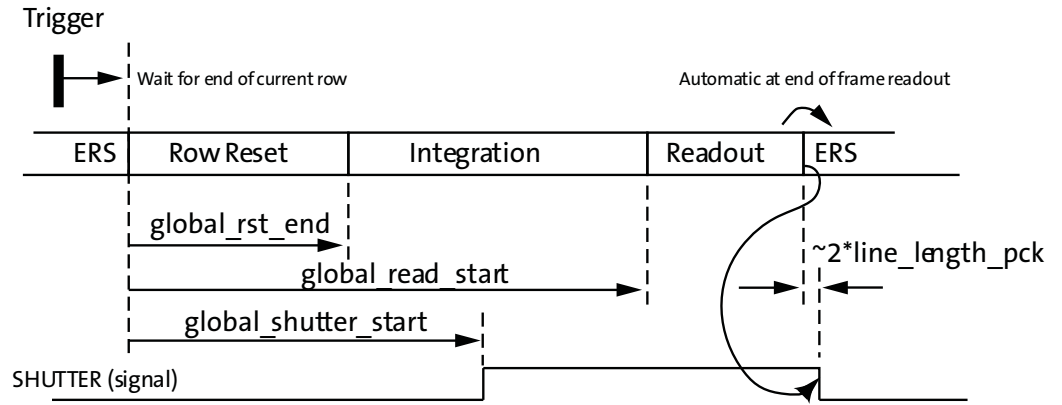 Trigger
Wait for end of current row
Automatic at end of frame readout
ERS Row Reset Integration Readout ERS
global_rst_end
~2*line_length_pck
global_read_start
global_shutter_start
SHUTTER (signal)